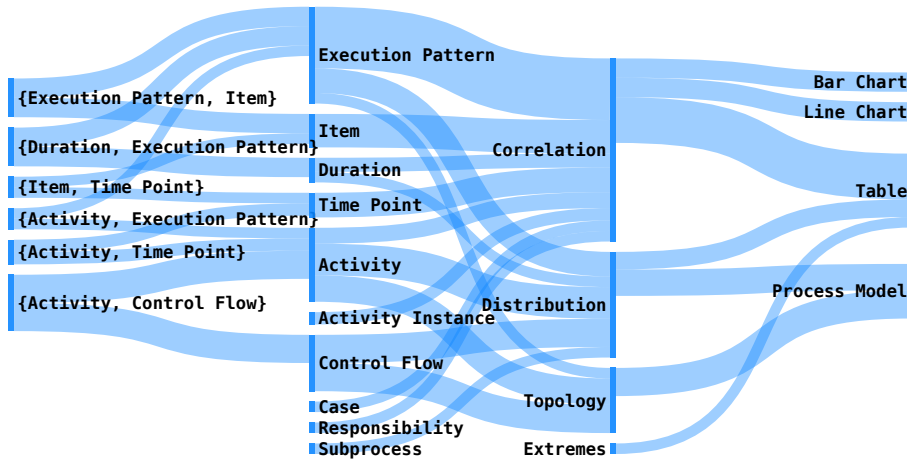 {Execution Pattern, Item}
{Duration, Execution Pattern}
{Item, Time Point}
{Activity, Execution Pattern}
{Activity, Time Point}
{Activity, Control Flow}
Execution Pattern
Item
Duration
Time Point
Activity
Activity Instance
Control Flow
Case
Responsibility
Subprocess
Correlation
Distribution
Topology
Extremes
Bar Chart
Line Chart
Table
Process Model